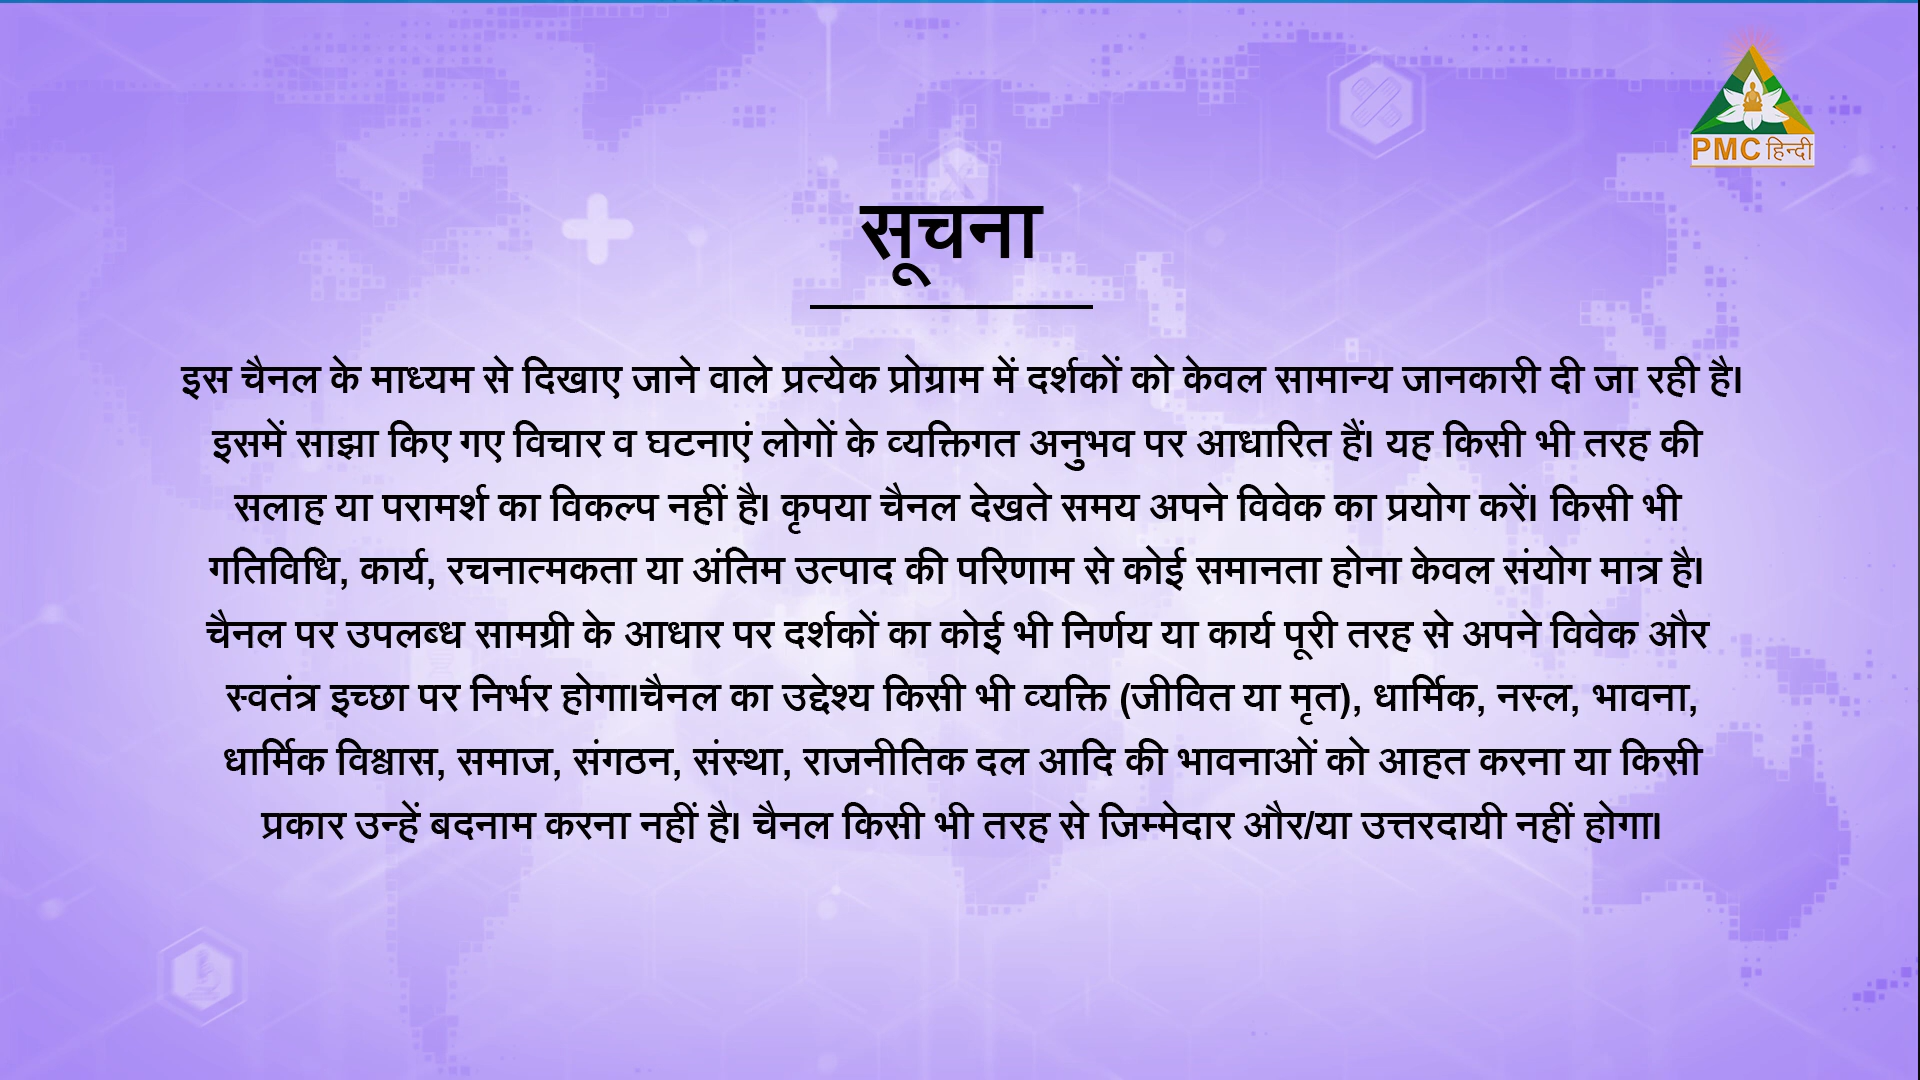 PMC हिन्दी
सूचना
इस चैनल के माध्यम से दिखाए जाने वाले प्रत्येक प्रोग्राम में दर्शकों को केवल सामान्य जानकारी दी जा रही है।
इसमें साझा किए गए विचार व घटनाएं लोगों के व्यक्तिगत अनुभव पर आधारित हैं। यह किसी भी तरह की
सलाह या परामर्श का विकल्प नहीं है। कृपया चैनल देखते समय अपने विवेक का प्रयोग करें। किसी भी
गतिविधि, कार्य, रचनात्मकता या अंतिम उत्पाद की परिणाम से कोई समानता होना केवल संयोग मात्र है।
चैनल पर उपलब्ध सामग्री के आधार पर दर्शकों का कोई भी निर्णय या कार्य पूरी तरह से अपने विवेक और
स्वतंत्र इच्छा पर निर्भर होगा।चैनल का उद्देश्य किसी भी व्यक्ति (जीवित या मृत), धार्मिक, नस्ल, भावना,
धार्मिक विश्वास, समाज, संगठन, संस्था, राजनीतिक दल आदि की भावनाओं को आहत करना या किसी
प्रकार उन्हें बदनाम करना नहीं है। चैनल किसी भी तरह से जिम्मेदार और/या उत्तरदायी नहीं होगा।